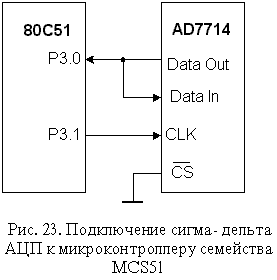 80C51
AD7714
P3.0
Data Out
Data In
P3.1
CLK
CS
Рис. 23. Подключение сигма- дельта
АЦП к микроконтроллеру семейства
MCS51